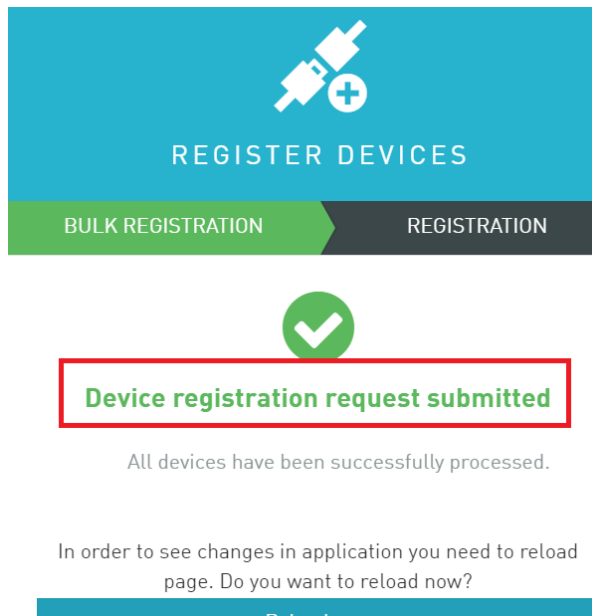 REGISTER DEVICES
BULK REGISTRATION
REGISTRATION
Device registration request submitted
All devices have been successfully processed.
In order to see changes in application you need to reload
page. Do you want to reload now?